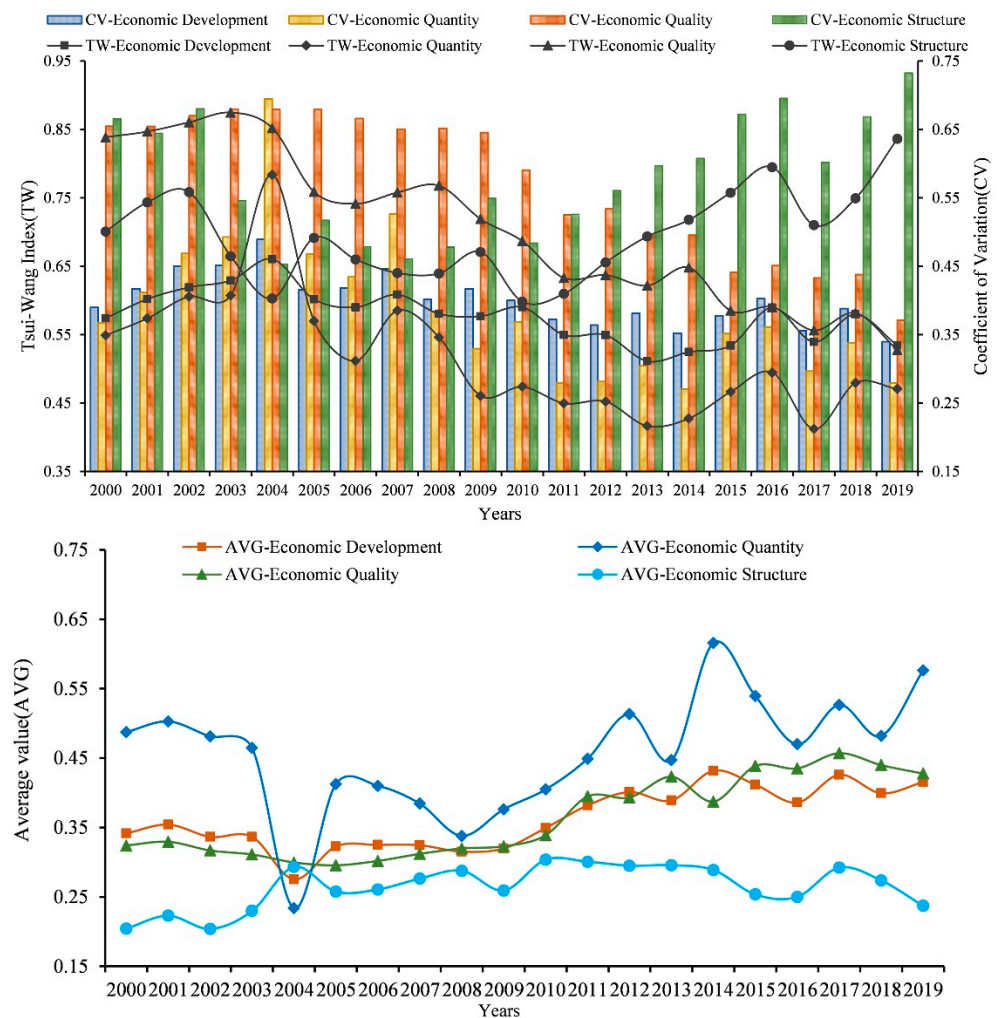 CV-Economic Development CV-Economic Quantity CV-Economic Quality CV-Economic Structure
TW-Economic Development TW-Economic Quantity TW-Economic Quality TW-Economic Structure
Tsui-Wang Index(TW)
0.95
0.85
0.75
0.65
0.55
0.45
0.35
0.75
0.65
0.55
0.45
0.35
0.25
0.15
Coefficient of Variation(CV)
2000 2001 2002 2003 2004 2005 2006 2007 2008 2009 2010 2011 2012 2013 2014 2015 2016 2017 2018 2019
Years
AVG-Economic Development AVG-Economic Quantity
AVG-Economic Quality AVG-Economic Structure
Average value(AVG)
0.75
0.65
0.55
0.45
0.35
0.25
0.15
2000 2001 2002 2003 2004 2005 2006 2007 2008 2009 2010 2011 2012 2013 2014 2015 2016 2017 2018 2019
Years